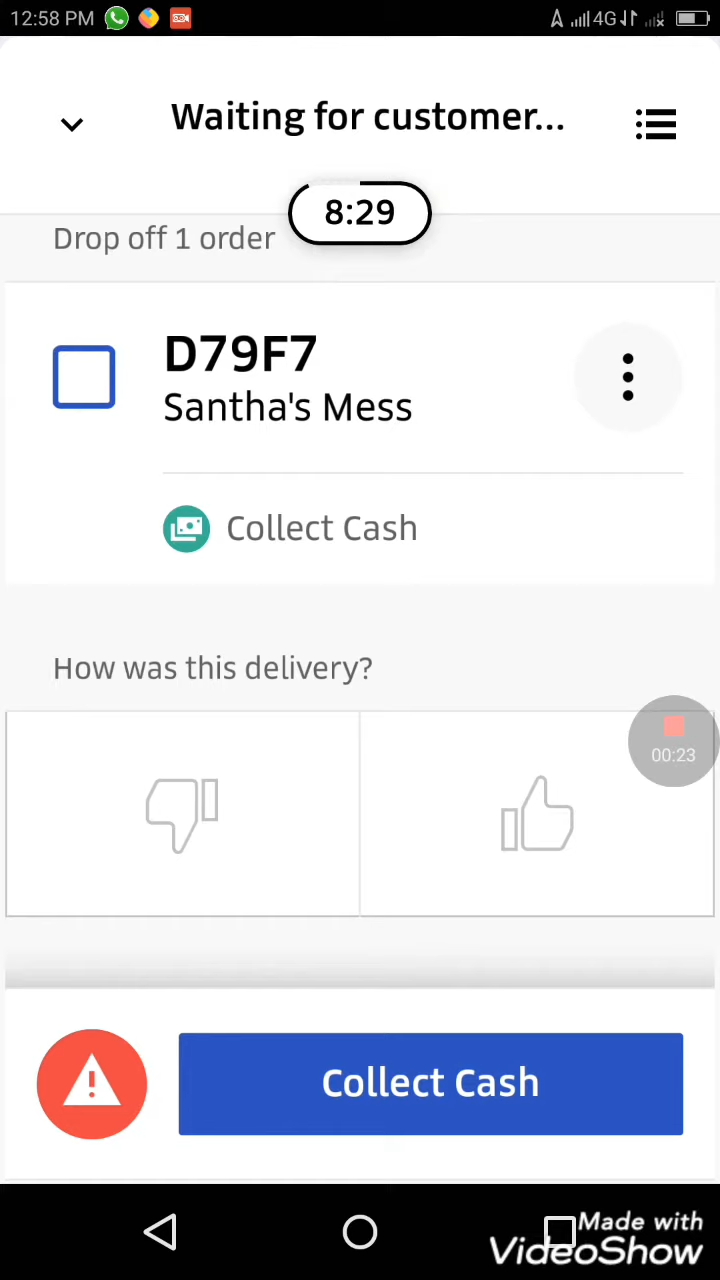 12:58 PM 4G
Waiting for customer...
8:29
Drop off 1 order
D79F7
Santha's Mess
Collect Cash
How was this delivery?
00:23
Collect Cash
Made with
VideoShow